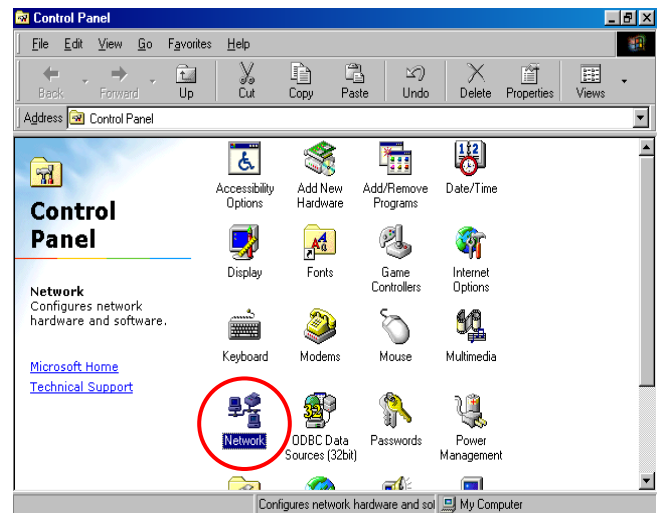 Control Panel
File Edit View Go Favorites Help
Back Forward Up Cut Copy Paste Undo Delete Properties Views
Address Control Panel
Control
Panel
Network
Configures network
hardware and software.
Microsoft Home
Technical Support
Accessibility
Options
Add New
Hardware
Add/Remove
Programs
Date/Time
Display
Fonts
Game
Controllers
Internet
Options
Keyboard
Modems
Mouse
Multimedia
Network
ODBC Data
Sources (32bit)
Passwords
Power
Management
Configures network hardware and sol
My Computer